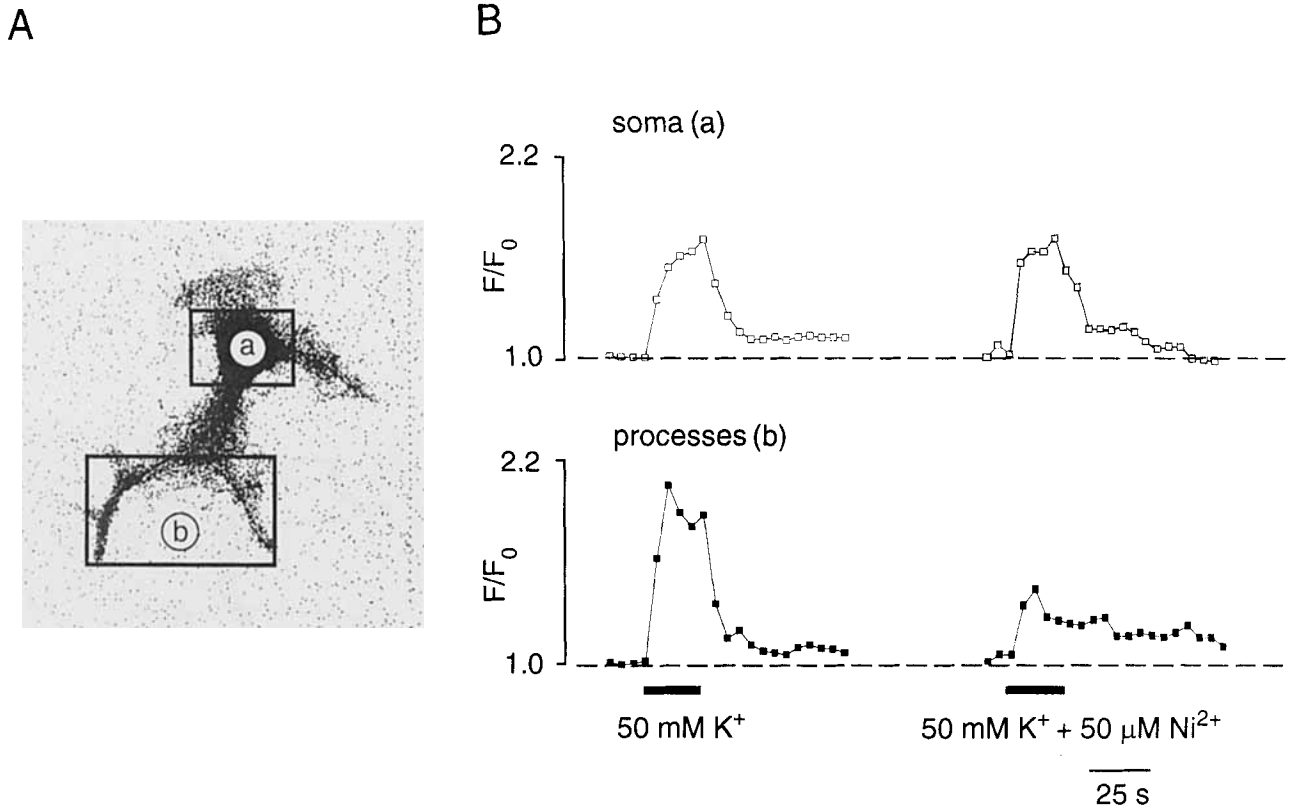 A
B
soma (a)
2.2
F/F₀
1.0
a
b
processes (b)
2.2
F/F₀
1.0
50 mM K⁺
50 mM K⁺ + 50 μM Ni²⁺
25 s